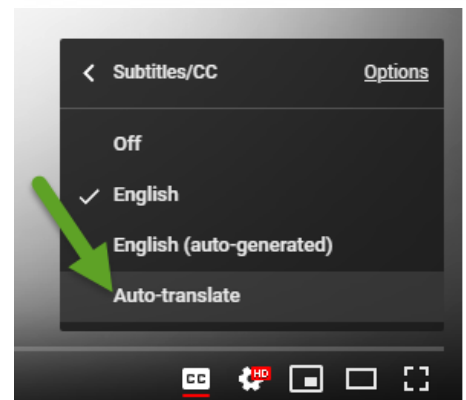 Subtitles/CC Options
Off
English
English (auto-generated)
Auto-translate
CC HD